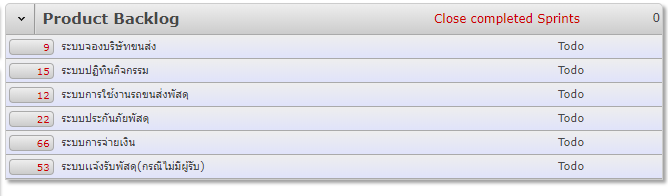 Product Backlog Close completed Sprints 0
9 ระบบจองบริษัทขนส่ง Todo
15 ระบบปฏิทินกิจกรรม Todo
12 ระบบการใช้งานรถขนส่งพัสดุ Todo
22 ระบบประกันภัยพัสดุ Todo
66 ระบบการจ่ายเงิน Todo
53 ระบบแจ้งรับพัสดุ(กรณีไม่มีผู้รับ) Todo